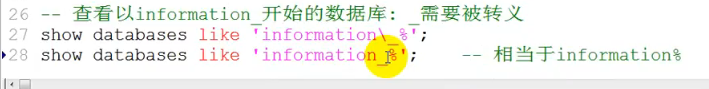 26 -- 查看以information_开始的数据库: _需要被转义
27 show databases like 'information\_%';
28 show databases like 'information_%'; -- 相当于information%